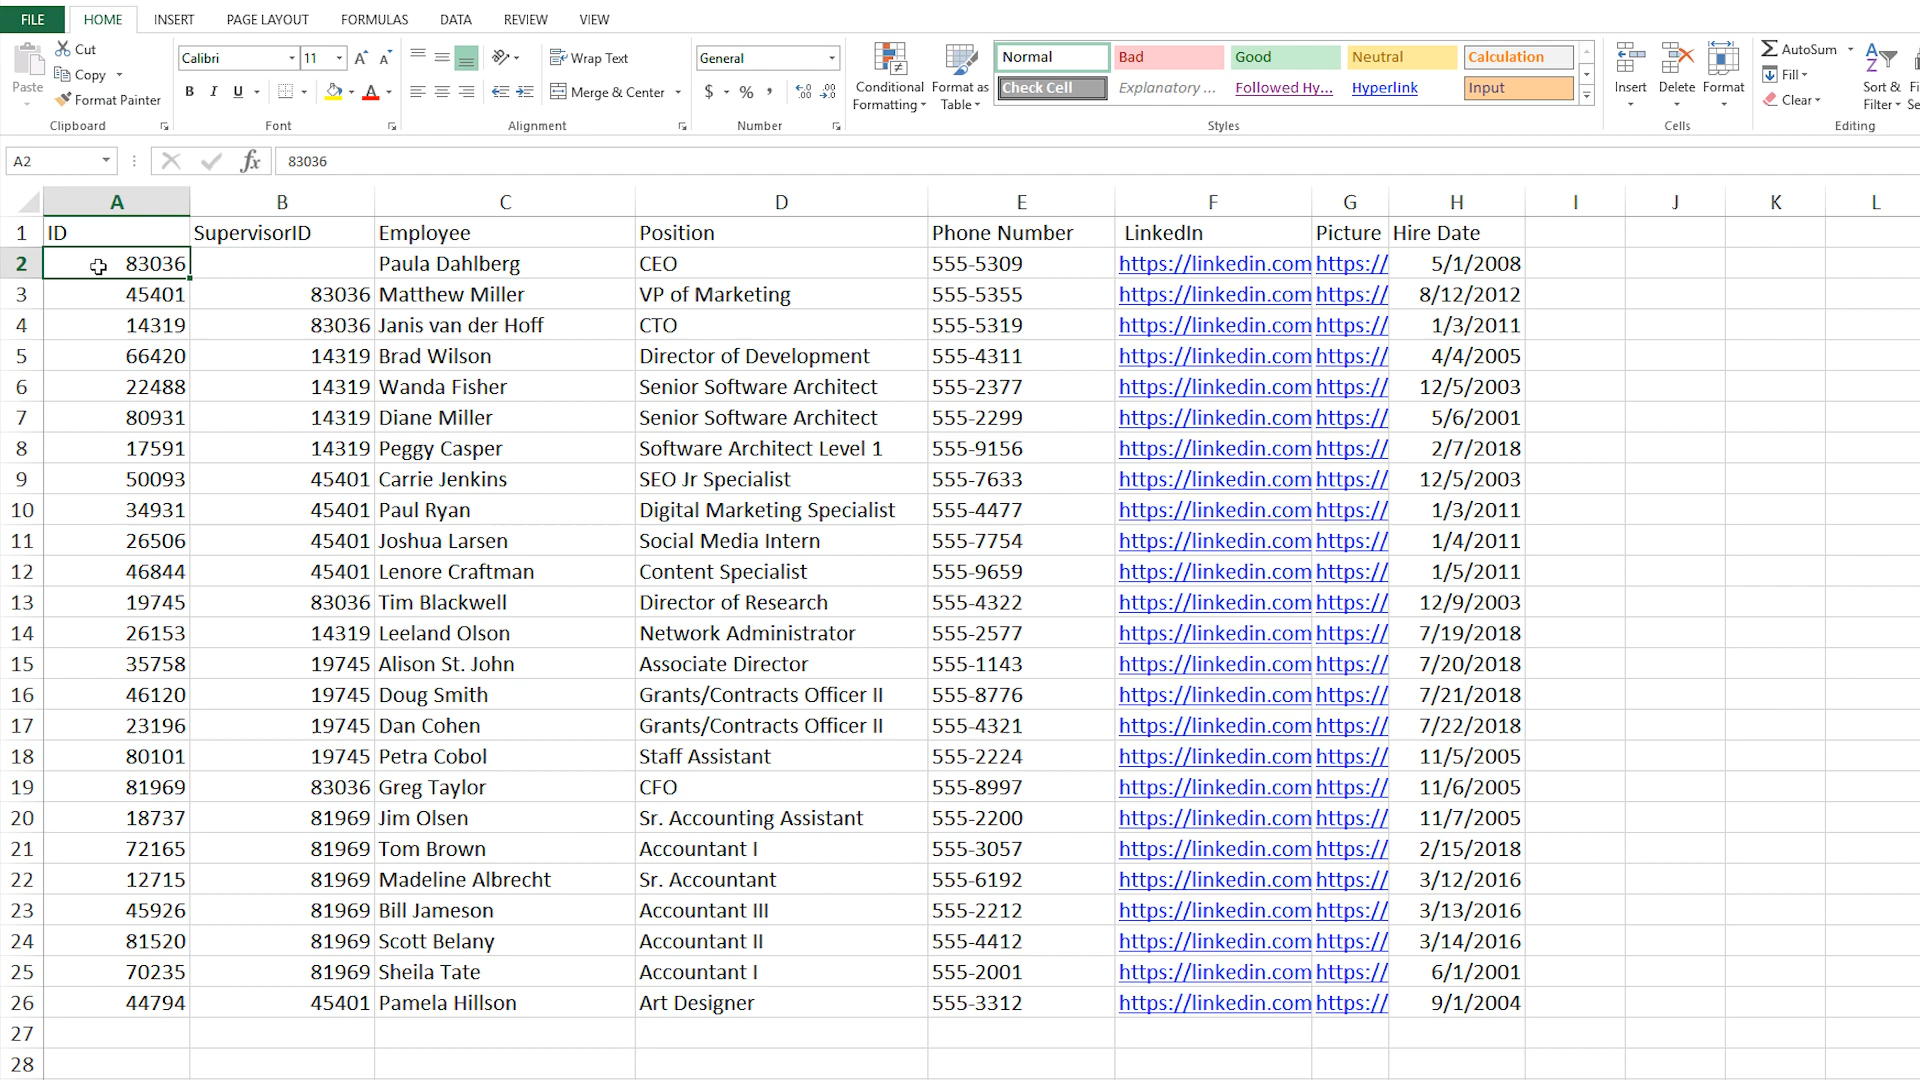 FILE HOME INSERT PAGE LAYOUT FORMULAS DATA REVIEW VIEW
Paste Cut Copy Format Painter Clipboard
Calibri 11 B I U A A A Font
Wrap Text Merge & Center Alignment
General $ % , Number
Conditional Formatting Format as Table
Normal Bad Good Neutral Calculation
Check Cell Explanatory ... Followed Hy... Hyperlink Input
Styles
Insert Delete Format Cells
AutoSum Fill Clear Sort & Filter Editing
A2 fx 83036
A B C D E F G H I J K L
1 ID SupervisorID Employee Position Phone Number LinkedIn Picture Hire Date
2 83036 Paula Dahlberg CEO 555-5309 https://linkedin.com https:// 5/1/2008
3 45401 83036 Matthew Miller VP of Marketing 555-5355 https://linkedin.com https:// 8/12/2012
4 14319 83036 Janis van der Hoff CTO 555-5319 https://linkedin.com https:// 1/3/2011
5 66420 14319 Brad Wilson Director of Development 555-4311 https://linkedin.com https:// 4/4/2005
6 22488 14319 Wanda Fisher Senior Software Architect 555-2377 https://linkedin.com https:// 12/5/2003
7 80931 14319 Diane Miller Senior Software Architect 555-2299 https://linkedin.com https:// 5/6/2001
8 17591 14319 Peggy Casper Software Architect Level 1 555-9156 https://linkedin.com https:// 2/7/2018
9 50093 45401 Carrie Jenkins SEO Jr Specialist 555-7633 https://linkedin.com https:// 12/5/2003
10 34931 45401 Paul Ryan Digital Marketing Specialist 555-4477 https://linkedin.com https:// 1/3/2011
11 26506 45401 Joshua Larsen Social Media Intern 555-7754 https://linkedin.com https:// 1/4/2011
12 46844 45401 Lenore Craftman Content Specialist 555-9659 https://linkedin.com https:// 1/5/2011
13 19745 83036 Tim Blackwell Director of Research 555-4322 https://linkedin.com https:// 12/9/2003
14 26153 14319 Leeland Olson Network Administrator 555-2577 https://linkedin.com https:// 7/19/2018
15 35758 19745 Alison St. John Associate Director 555-1143 https://linkedin.com https:// 7/20/2018
16 46120 19745 Doug Smith Grants/Contracts Officer II 555-8776 https://linkedin.com https:// 7/21/2018
17 23196 19745 Dan Cohen Grants/Contracts Officer II 555-4321 https://linkedin.com https:// 7/22/2018
18 80101 19745 Petra Cobol Staff Assistant 555-2224 https://linkedin.com https:// 11/5/2005
19 81969 83036 Greg Taylor CFO 555-8997 https://linkedin.com https:// 11/6/2005
20 18737 81969 Jim Olsen Sr. Accounting Assistant 555-2200 https://linkedin.com https:// 11/7/2005
21 72165 81969 Tom Brown Accountant I 555-3057 https://linkedin.com https:// 2/15/2018
22 12715 81969 Madeline Albrecht Sr. Accountant 555-6192 https://linkedin.com https:// 3/12/2016
23 45926 81969 Bill Jameson Accountant III 555-2212 https://linkedin.com https:// 3/13/2016
24 81520 81969 Scott Belany Accountant II 555-4412 https://linkedin.com https:// 3/14/2016
25 70235 81969 Sheila Tate Accountant I 555-2001 https://linkedin.com https:// 6/1/2001
26 44794 45401 Pamela Hillson Art Designer 555-3312 https://linkedin.com https:// 9/1/2004
27
28